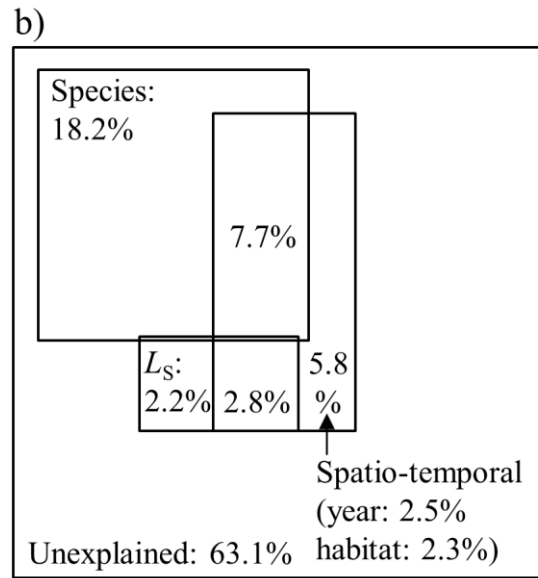 b)
Species:
18.2%
7.7%
L_S:
2.2%
2.8%
5.8
%
Spatio-temporal
(year: 2.5%
habitat: 2.3%)
Unexplained: 63.1%